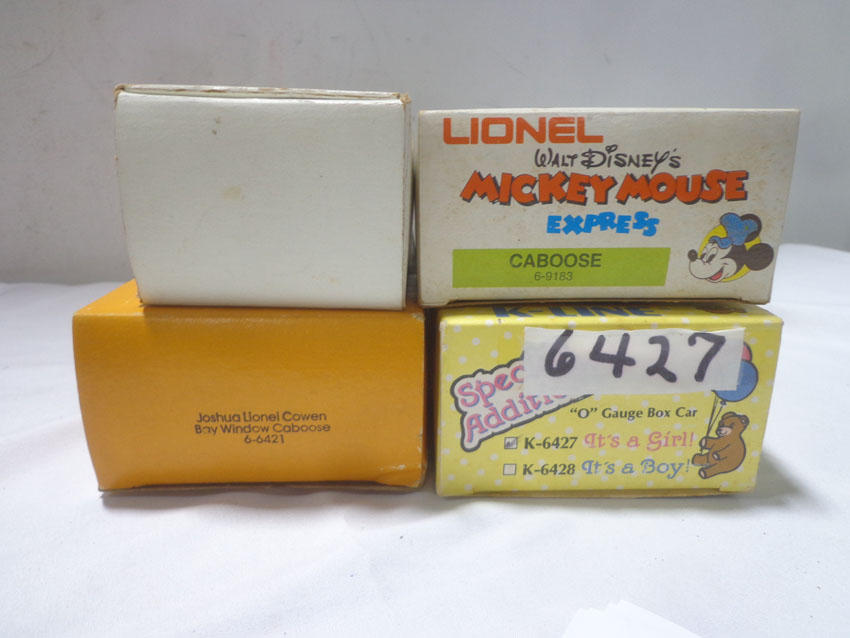 LIONEL
WALT DISNEY'S
MICKEY MOUSE
EXPRESS
CABOOSE
6-9183
Joshua Lionel Cowen
Bay Window Caboose
6-6421
K-LINE
6427
"O" Gauge Box Car
K-6427 It's a Girl!
K-6428 It's a Boy!